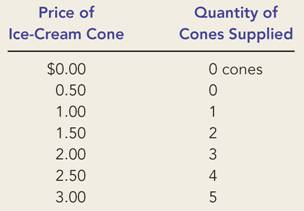 Price of Quantity of
Ice-Cream Cone Cones Supplied
$0.00 0 cones
0.50 0
1.00 1
1.50 2
2.00 3
2.50 4
3.00 5